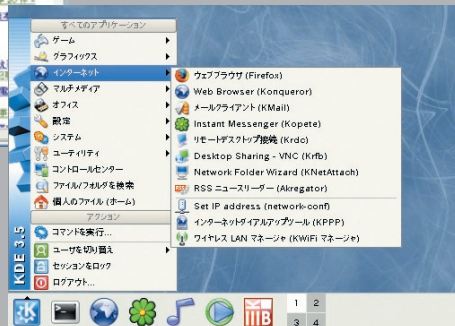 すべてのアプリケーション
ゲーム
グラフィックス
インターネット
マルチメディア
オフィス
設定
システム
ユーティリティ
コントロールセンター
ファイル/フォルダを検索
個人のファイル (ホーム)
アクション
コマンドを実行...
ユーザを切り替え
セッションをロック
ログアウト...
KDE 3.5
ウェブブラウザ (Firefox)
Web Browser (Konqueror)
メールクライアント (KMail)
Instant Messenger (Kopete)
リモートデスクトップ接続 (Krdc)
Desktop Sharing - VNC (Krfb)
Network Folder Wizard (KNetAttach)
RSS ニュースリーダー (Akregator)
Set IP address (network-conf)
インターネットダイアルアップツール (KPPP)
ワイヤレス LAN マネージャ (KWiFi マネージャ)
1 2
3 4